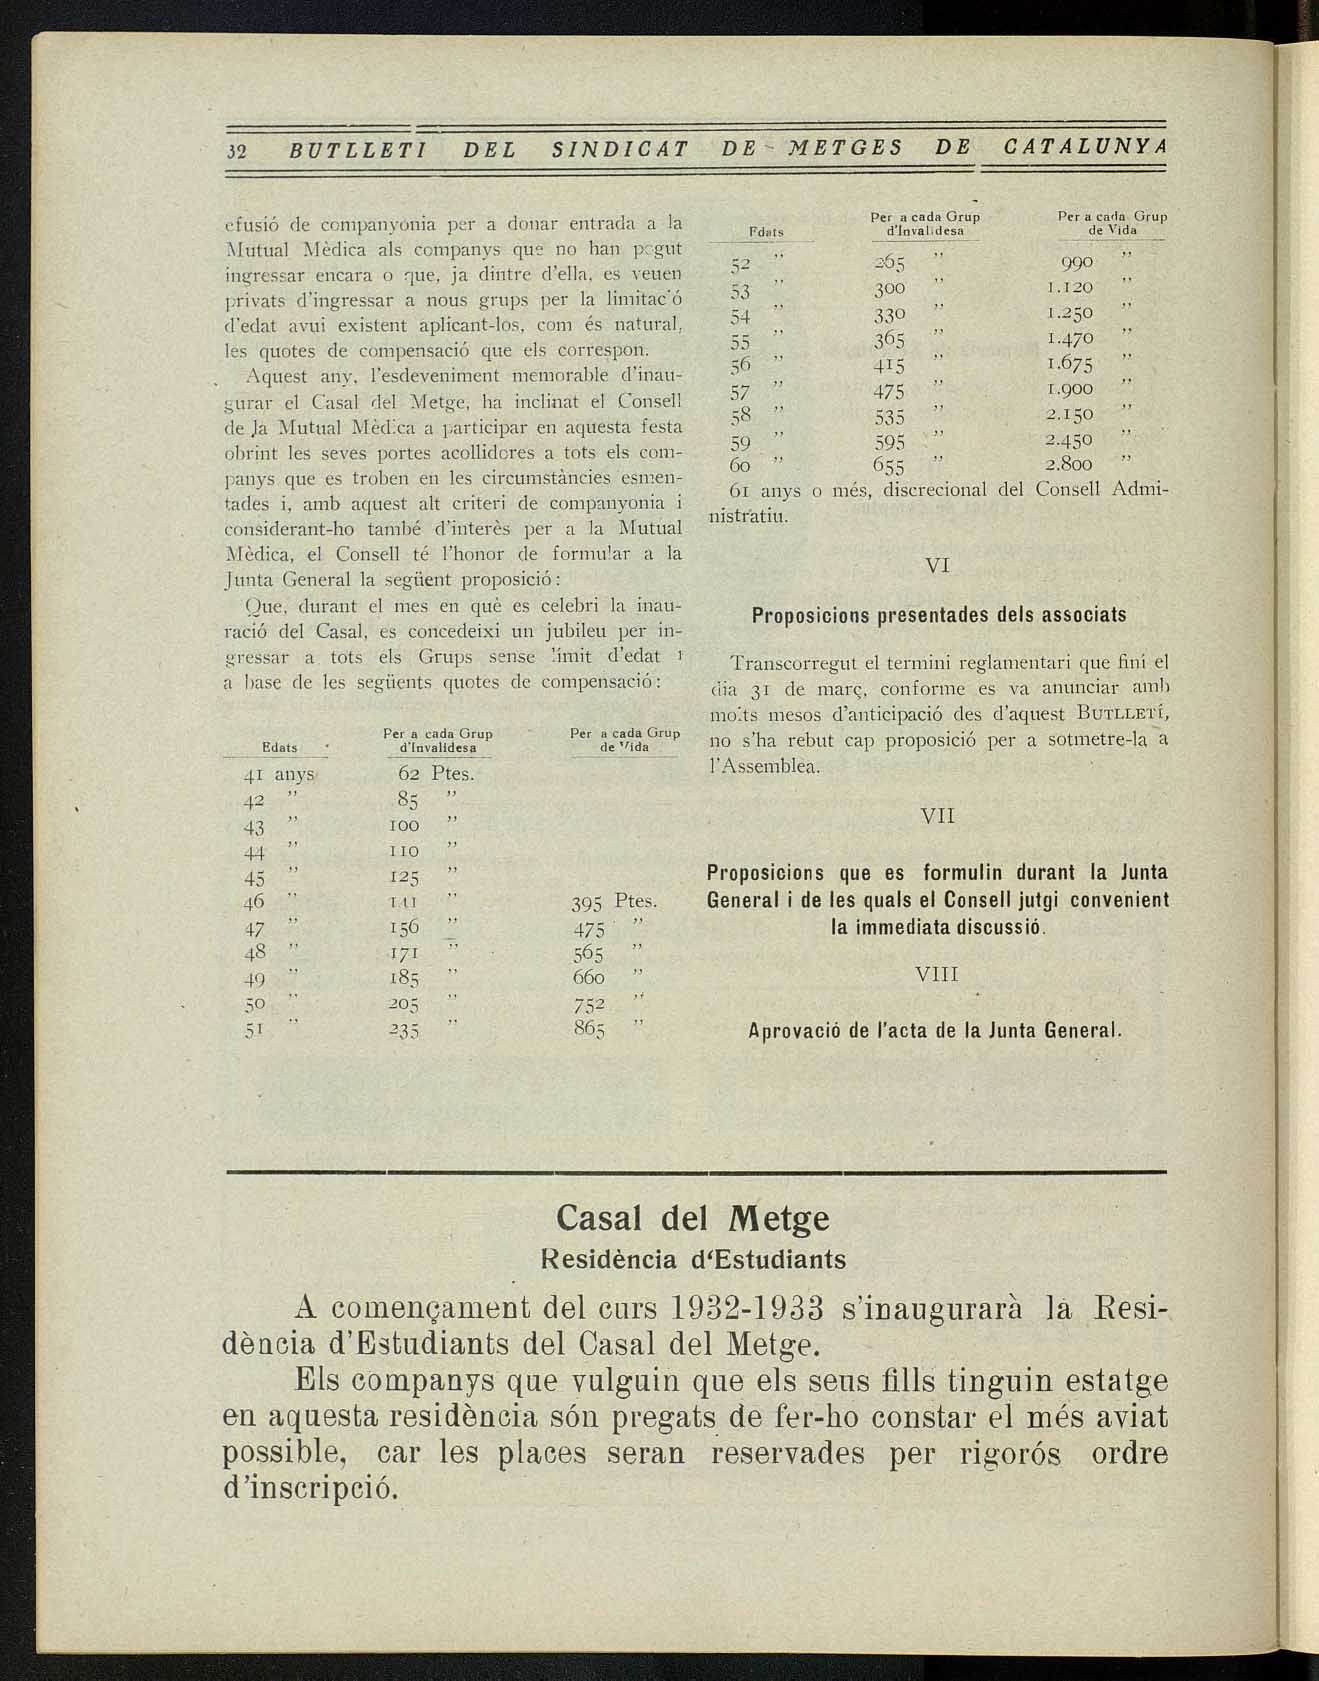 32 BUTLLETI DEL SINDICAT DE METGES DE CATALUNYA
efusió de companyonia per a donar entrada a la
Mutual Mèdica als companys que no han pogut
ingressar encara o que, ja dintre d'ella, es veuen
privats d'ingressar a nous grups per la limitac'ó
d'edat avui existent aplicant-los, com és natural,
les quotes de compensació que els correspon.
Aquest any, l'esdeveniment memorable d'inau-
gurar el Casal del Metge, ha inclinat el Consell
de la Mutual Mèdica a participar en aquesta festa
obrint les seves portes acollidores a tots els com-
panys que es troben en les circumstàncies esmen-
tades i, amb aquest alt criteri de companyonia i
considerant-ho també d'interès per a la Mutual
Mèdica, el Consell té l'honor de formular a la
Junta General la següent proposició:
Que, durant el mes en què es celebri la inau-
ració del Casal, es concedeixi un jubileu per in-
gressar a tots els Grups sense límit d'edat i
a base de les següents quotes de compensació:
Edats Per a cada Grup d'Invalidesa Per a cada Grup de Vida
41 anys 62 Ptes.
42 " 85 "
43 " 100 "
44 " 110 "
45 " 125 "
46 " 141 " 395 Ptes.
47 " 156 " 475 "
48 " 171 " 565 "
49 " 185 " 660 "
50 " 205 " 752 "
51 " 235 " 865 "
Edats Per a cada Grup d'Invalidesa Per a cada Grup de Vida
52 " 265 " 990 "
53 " 300 " 1.120 "
54 " 330 " 1.250 "
55 " 365 " 1.470 "
56 " 415 " 1.675 "
57 " 475 " 1.900 "
58 " 535 " 2.150 "
59 " 595 " 2.450 "
60 " 655 " 2.800 "
61 anys o més, discrecional del Consell Admi-
nistratiu.
VI
Proposicions presentades dels associats
Transcorregut el termini reglamentari que finí el
dia 31 de març, conforme es va anunciar amb
molts mesos d'anticipació des d'aquest BUTLLETÍ,
no s'ha rebut cap proposició per a sotmetre-la a
l'Assemblea.
VII
Proposicions que es formulin durant la Junta
General i de les quals el Consell jutgi convenient
la immediata discussió.
VIII
Aprovació de l'acta de la Junta General.
Casal del Metge
Residència d'Estudiants
A començament del curs 1932-1933 s'inaugurarà la Resi-
dència d'Estudiants del Casal del Metge.
Els companys que vulguin que els seus fills tinguin estatge
en aquesta residència són pregats de fer-ho constar el més aviat
possible, car les places seran reservades per rigorós ordre
d'inscripció.